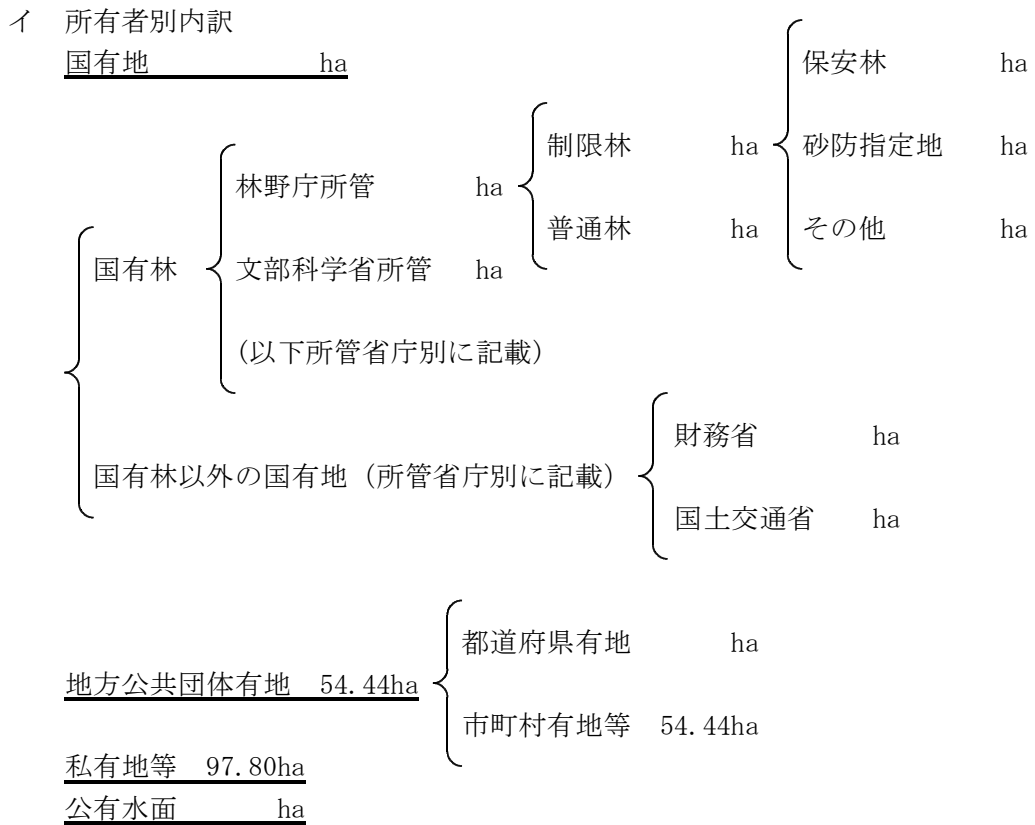 イ 所有者別内訳
国有地 ha
保安林 ha
制限林 ha
砂防指定地 ha
林野庁所管 ha
普通林 ha
その他 ha
国有林
文部科学省所管 ha
(以下所管省庁別に記載)
財務省 ha
国有林以外の国有地(所管省庁別に記載)
国土交通省 ha
都道府県有地 ha
地方公共団体有地 54.44ha
市町村有地等 54.44ha
私有地等 97.80ha
公有水面 ha